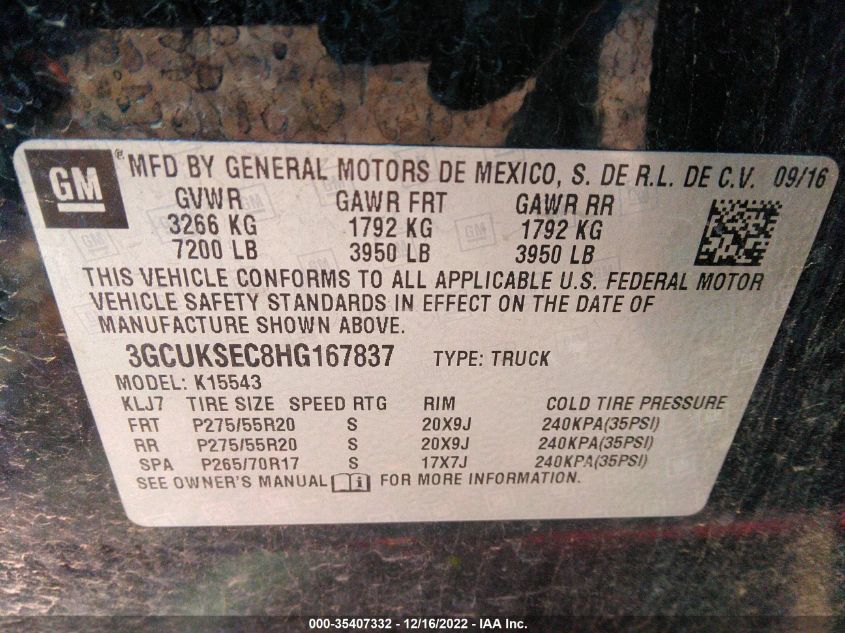 GM ® MFD BY GENERAL MOTORS DE MEXICO, S. DE R.L. DE C.V. 09/16
GVWR GAWR FRT GAWR RR
3266 KG 1792 KG 1792 KG
7200 LB 3950 LB 3950 LB
THIS VEHICLE CONFORMS TO ALL APPLICABLE U.S. FEDERAL MOTOR
VEHICLE SAFETY STANDARDS IN EFFECT ON THE DATE OF
MANUFACTURE SHOWN ABOVE.
3GCUKSEC8HG167837 TYPE: TRUCK
MODEL: K15543
KLJ7 TIRE SIZE SPEED RTG RIM COLD TIRE PRESSURE
FRT P275/55R20 S 20X9J 240KPA(35PSI)
RR P275/55R20 S 20X9J 240KPA(35PSI)
SPA P265/70R17 S 17X7J 240KPA(35PSI)
SEE OWNER'S MANUAL FOR MORE INFORMATION.
000-35407332 - 12/16/2022 - IAA Inc.